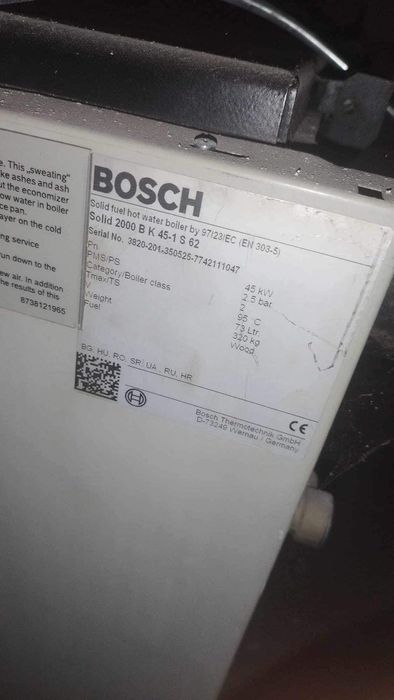 e. This „sweating"
ke ashes and ash
ut the economizer
ow water in boiler
ce pan.
ayer on the cold
ng service
run down to the
ew air. In addition
the results of this
8738121965
BOSCH
Solid fuel hot water boiler by 97/23/EC (EN 303-5)
Solid 2000 B K 45-1 S 62
Serial No. 3820-201-350525-7742111047
Pn 45 kW
PMS/PS 2.5 bar
Category/Boiler class 2
Tmax/TS 95 °C
V 73 Ltr.
Weight 320 kg
Fuel Wood
BG, HU, RO, SR, UA, RU, HR
CE
Bosch Thermotechnik GmbH
D-73249 Wernau / Germany